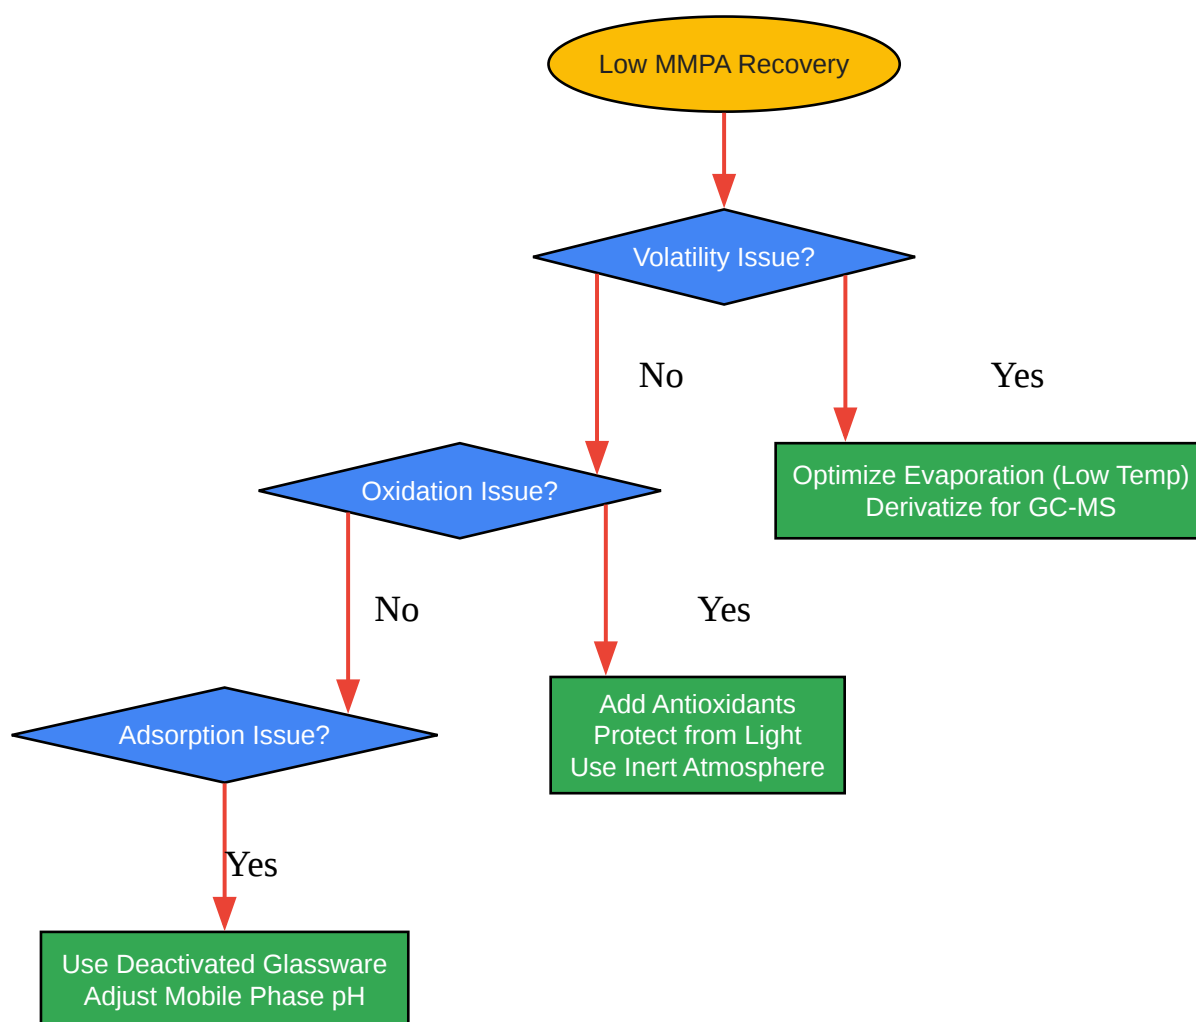 Low MMPA Recovery
Volatility Issue?
No
Yes
Oxidation Issue?
Optimize Evaporation (Low Temp)
Derivatize for GC-MS
No
Yes
Adsorption Issue?
Add Antioxidants
Protect from Light
Use Inert Atmosphere
Yes
Use Deactivated Glassware
Adjust Mobile Phase pH